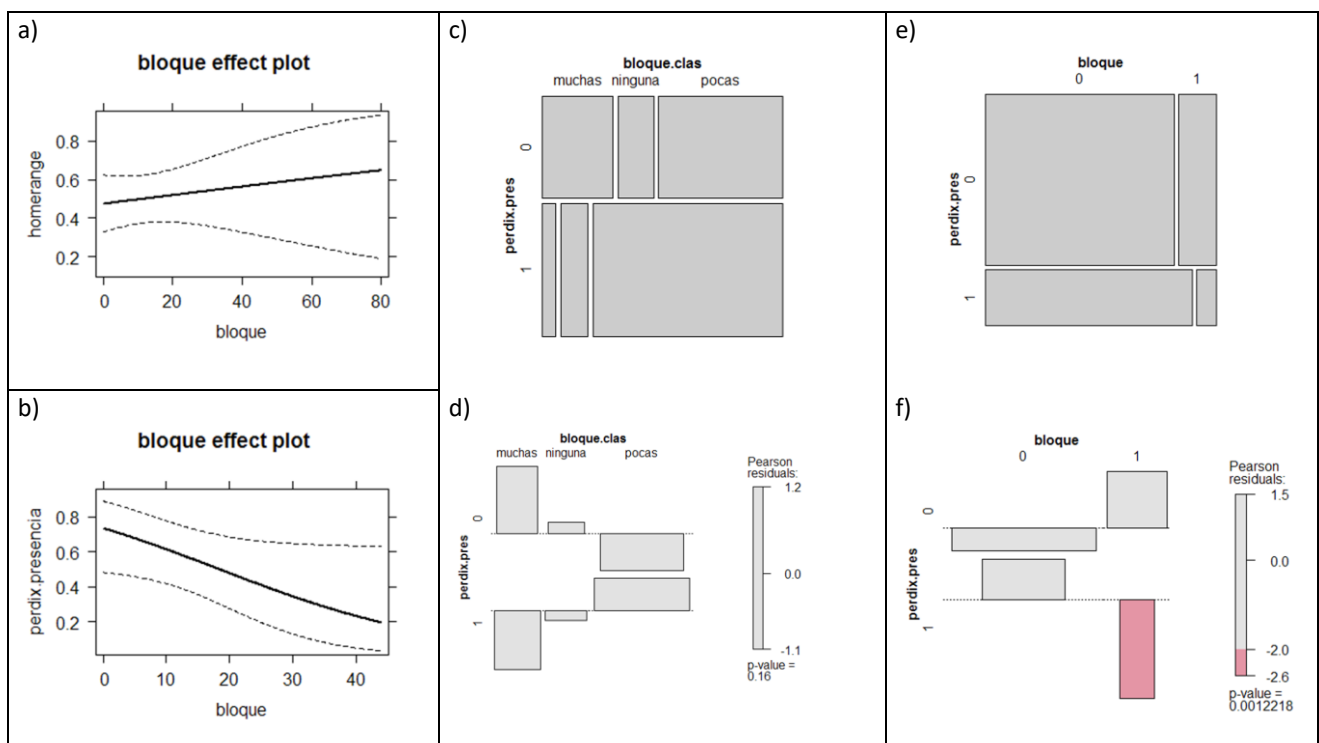 a)
bloque effect plot
homerange
0.8
0.6
0.4
0.2
0 20 40 60 80
bloque
b)
bloque effect plot
perdix.presencia
0.8
0.6
0.4
0.2
0 10 20 30 40
bloque
c)
bloque.clas
muchas ninguna pocas
perdix.pres
0
1
d)
bloque.clas
muchas ninguna pocas
perdix.pres
0
1
Pearson
residuals:
1.2
0.0
-1.1
p-value =
0.16
e)
bloque
0 1
perdix.pres
0
1
f)
bloque
0 1
perdix.pres
0
1
Pearson
residuals:
1.5
0.0
-2.0
-2.6
p-value =
0.0012218